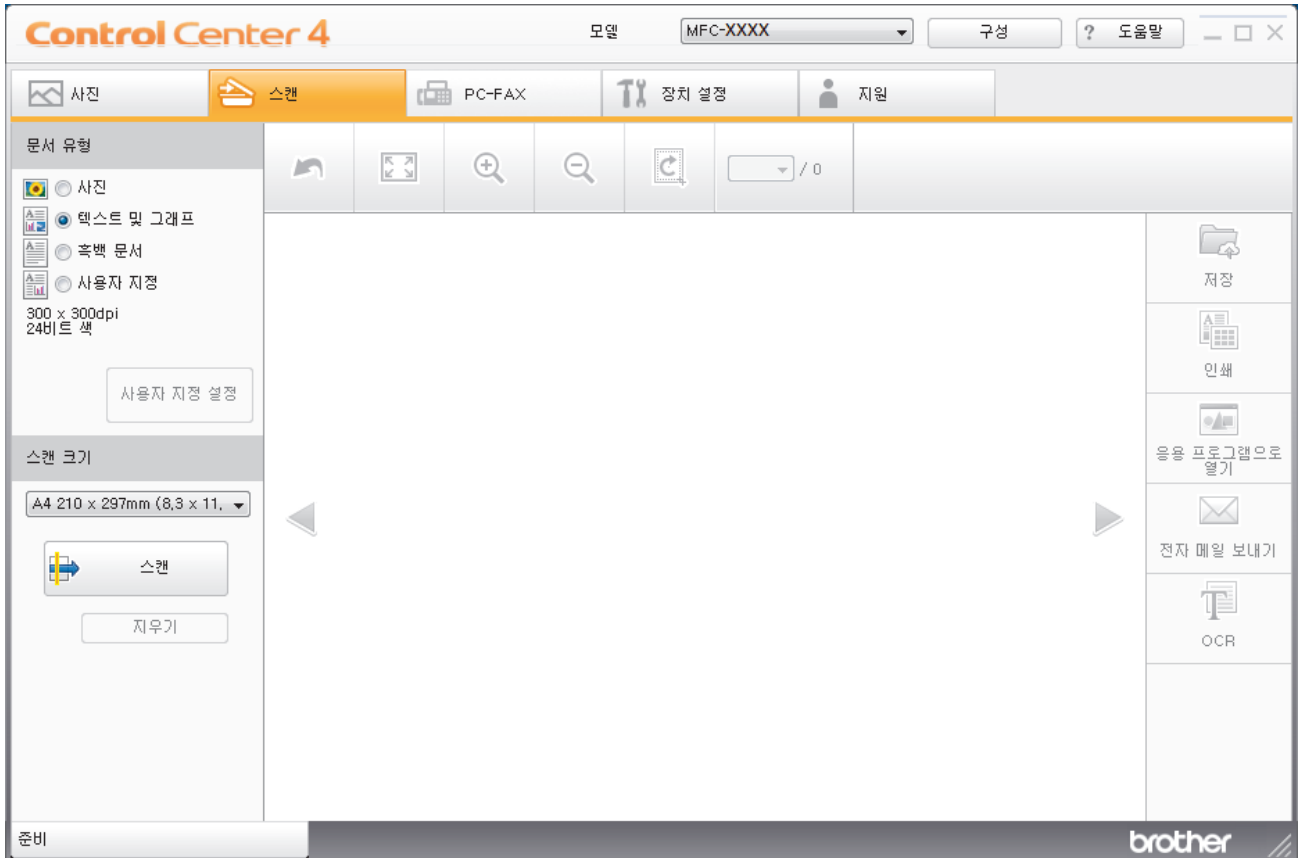 Control Center 4
모델
MFC-XXXX
구성
? 도움말
사진
스캔
PC-FAX
장치 설정
지원
문서 유형
사진
텍스트 및 그래프
흑백 문서
사용자 지정
300 x 300dpi
24비트 색
사용자 지정 설정
스캔 크기
A4 210 x 297mm (8,3 x 11,
스캔
지우기
/ 0
저장
인쇄
응용 프로그램으로
열기
전자 메일 보내기
OCR
준비
brother